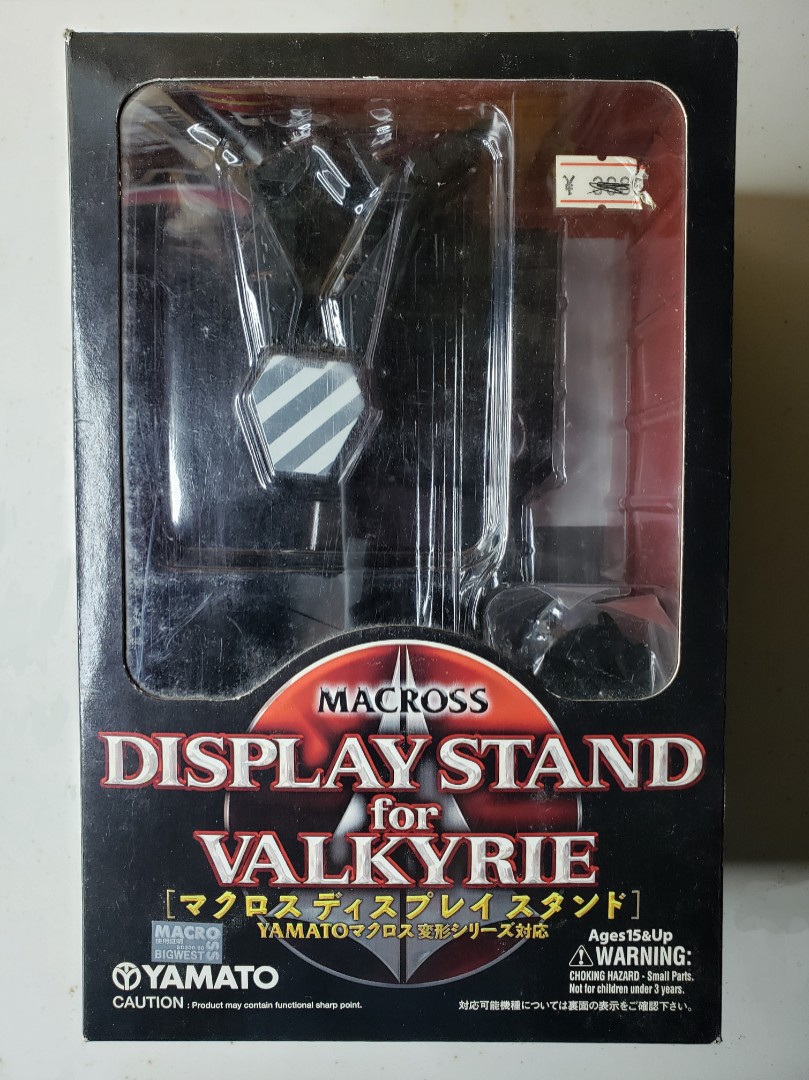 ¥
MACROSS
DISPLAY STAND
for
VALKYRIE
[マクロス ディスプレイ スタンド]
YAMATOマクロス変形シリーズ対応
MACROSS
使用証明
BIGWEST
YAMATO
CAUTION : Product may contain functional sharp point.
Ages15&Up
WARNING:
CHOKING HAZARD - Small Parts.
Not for children under 3 years.
対応可能機種については裏面の表示をご確認下さい。